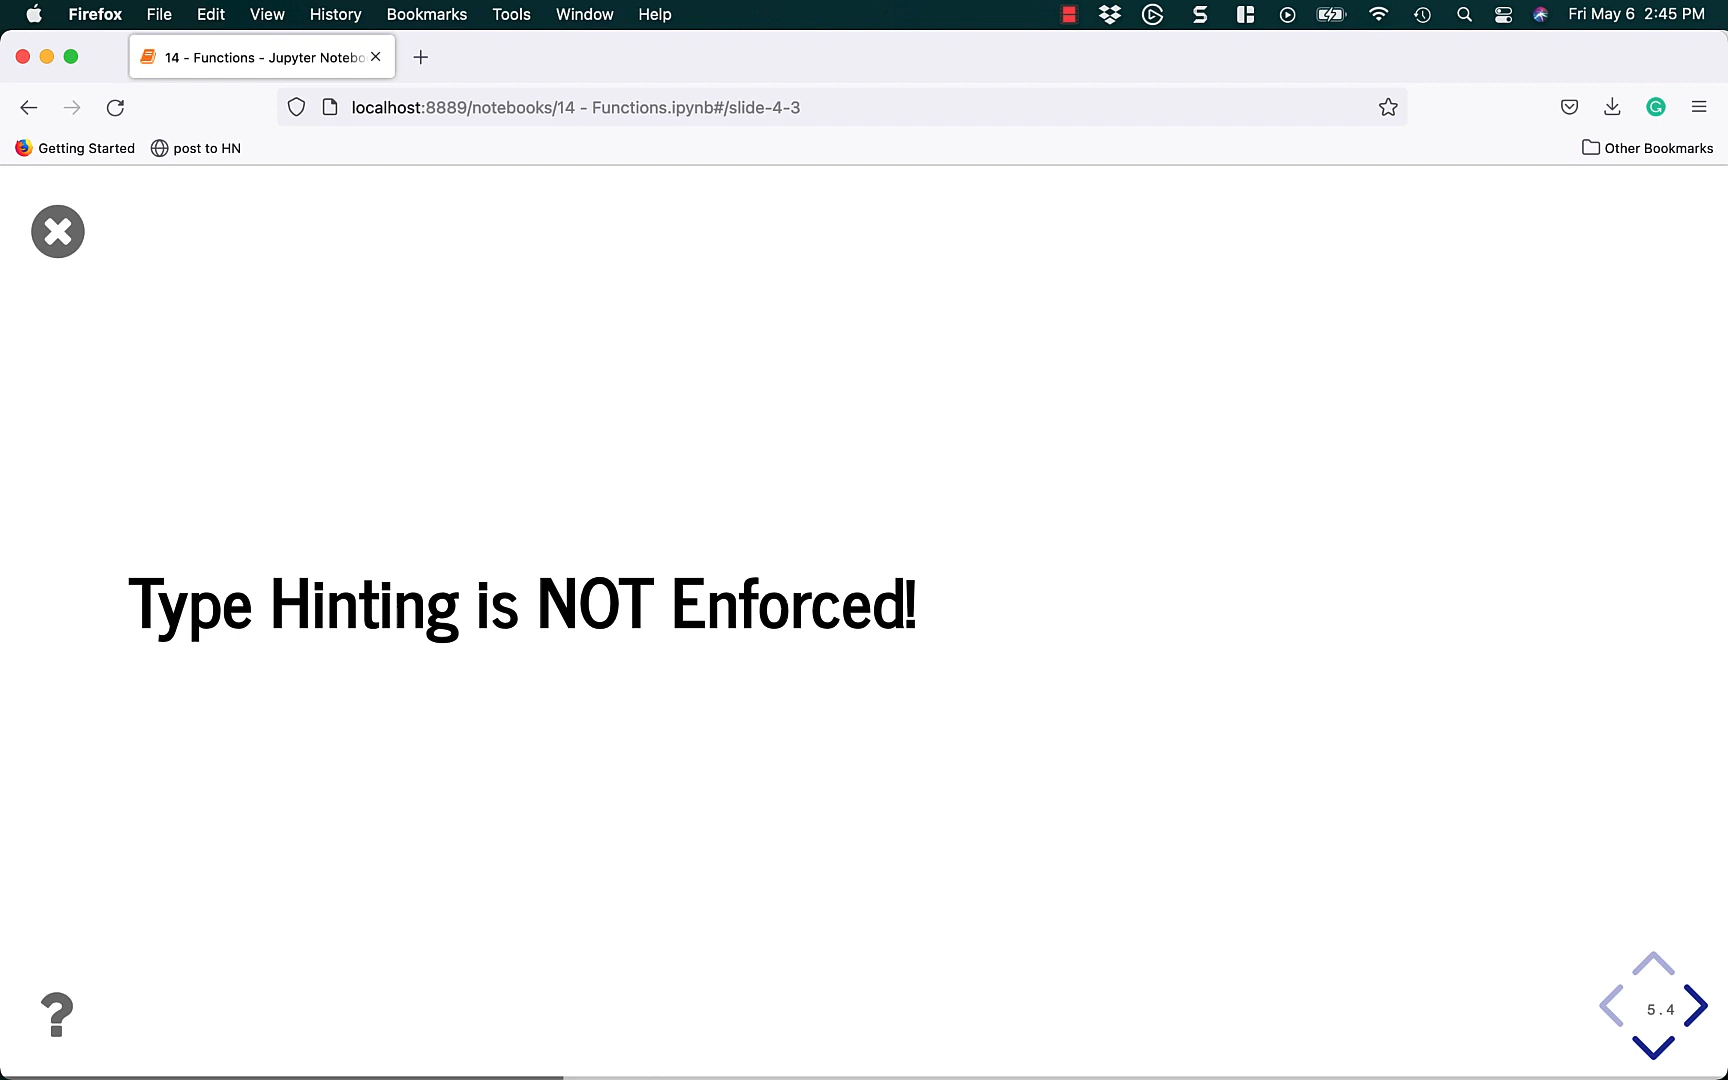 Firefox File Edit View History Bookmarks Tools Window Help Fri May 6 2:45 PM
14 - Functions - Jupyter Notebo
localhost:8889/notebooks/14 - Functions.ipynb#/slide-4-3
Getting Started post to HN Other Bookmarks
Type Hinting is NOT Enforced!
?
5.4